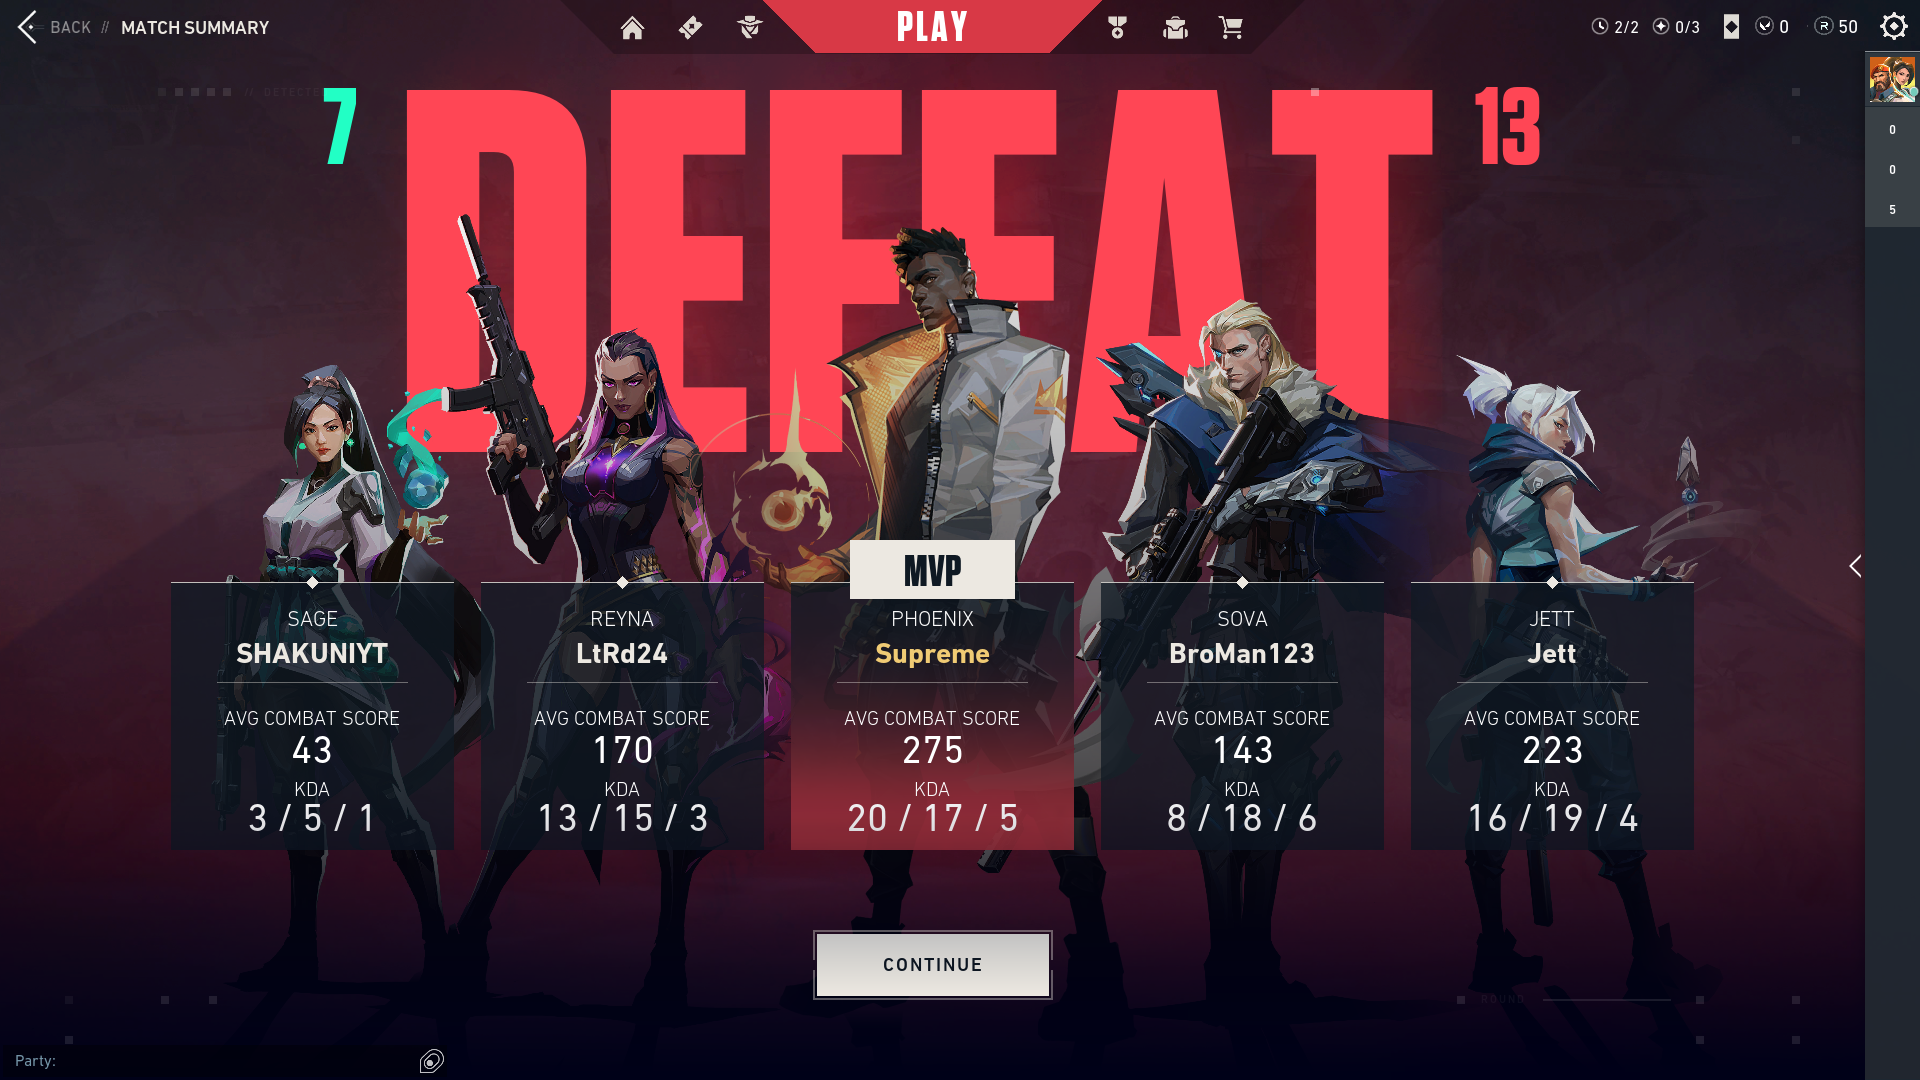 BACK // MATCH SUMMARY
PLAY
2/2 0/3 0 R 50
// DETECTE
7 DEFEAT 13
0
0
5
MVP
SAGE
SHAKUNIYT
AVG COMBAT SCORE
43
KDA
3 / 5 / 1
REYNA
LtRd24
AVG COMBAT SCORE
170
KDA
13 / 15 / 3
PHOENIX
Supreme
AVG COMBAT SCORE
275
KDA
20 / 17 / 5
SOVA
BroMan123
AVG COMBAT SCORE
143
KDA
8 / 18 / 6
JETT
Jett
AVG COMBAT SCORE
223
KDA
16 / 19 / 4
CONTINUE
ROUND
Party: